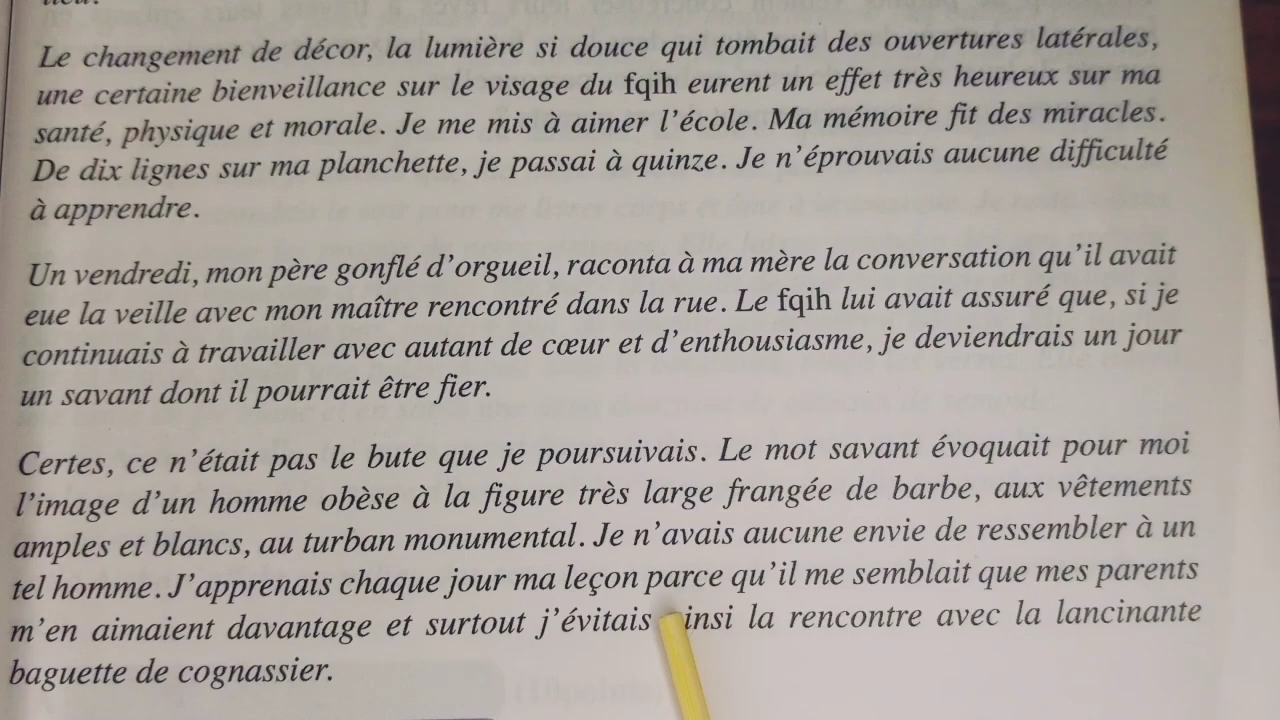 Le changement de décor, la lumière si douce qui tombait des ouvertures latérales,
une certaine bienveillance sur le visage du fqih eurent un effet très heureux sur ma
santé, physique et morale. Je me mis à aimer l'école. Ma mémoire fit des miracles.
De dix lignes sur ma planchette, je passai à quinze. Je n'éprouvais aucune difficulté
à apprendre.
Un vendredi, mon père gonflé d'orgueil, raconta à ma mère la conversation qu'il avait
eue la veille avec mon maître rencontré dans la rue. Le fqih lui avait assuré que, si je
continuais à travailler avec autant de cœur et d'enthousiasme, je deviendrais un jour
un savant dont il pourrait être fier.
Certes, ce n'était pas le bute que je poursuivais. Le mot savant évoquait pour moi
l'image d'un homme obèse à la figure très large frangée de barbe, aux vêtements
amples et blancs, au turban monumental. Je n'avais aucune envie de ressembler à un
tel homme. J'apprenais chaque jour ma leçon parce qu'il me semblait que mes parents
m'en aimaient davantage et surtout j'évitais insi la rencontre avec la lancinante
baguette de cognassier.